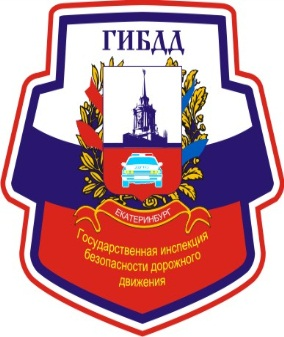 ГИБДД
ЕКАТЕРИНБУРГ
Государственная инспекция
безопасности дорожного
движения